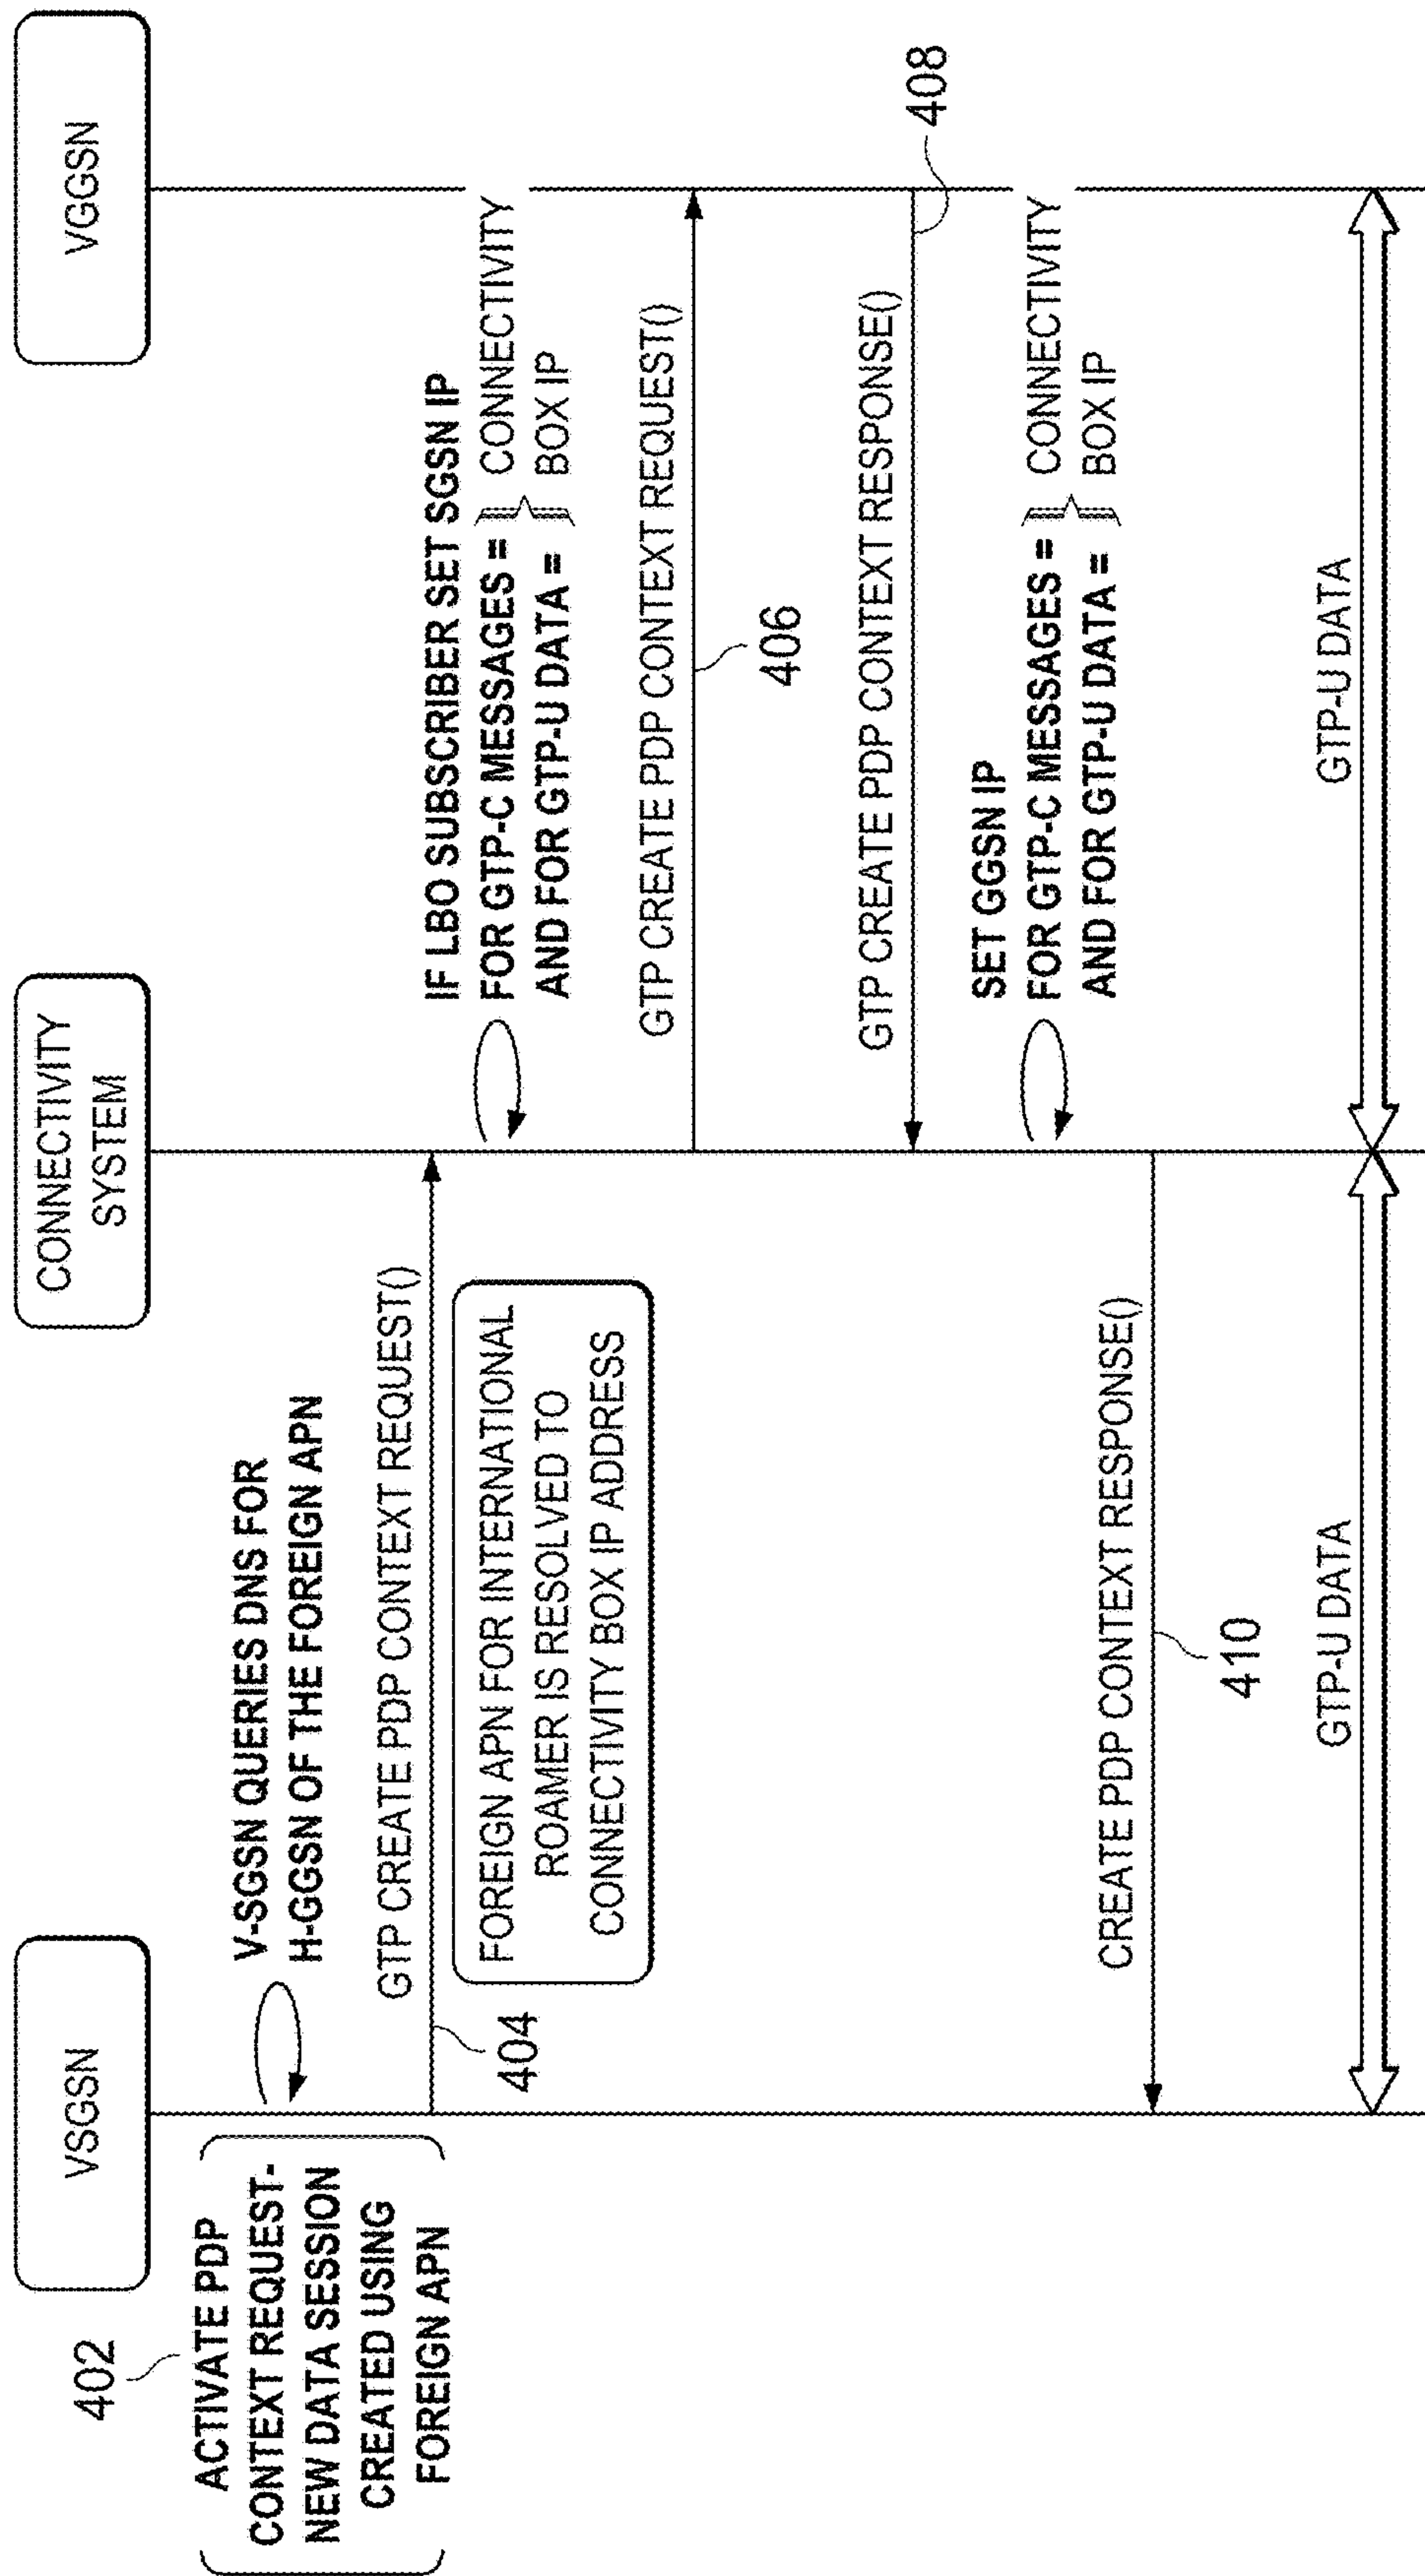 VSGSN
CONNECTIVITY
SYSTEM
VGGSN
402
ACTIVATE PDP
CONTEXT REQUEST-
NEW DATA SESSION
CREATED USING
FOREIGN APN
V-SGSN QUERIES DNS FOR
H-GGSN OF THE FOREIGN APN
GTP CREATE PDP CONTEXT REQUEST()
404
FOREIGN APN FOR INTERNATIONAL
ROAMER IS RESOLVED TO
CONNECTIVITY BOX IP ADDRESS
IF LBO SUBSCRIBER SET SGSN IP
FOR GTP-C MESSAGES = CONNECTIVITY
AND FOR GTP-U DATA = BOX IP
GTP CREATE PDP CONTEXT REQUEST()
406
GTP CREATE PDP CONTEXT RESPONSE()
408
SET GGSN IP
FOR GTP-C MESSAGES = CONNECTIVITY
AND FOR GTP-U DATA = BOX IP
CREATE PDP CONTEXT RESPONSE()
410
GTP-U DATA
GTP-U DATA